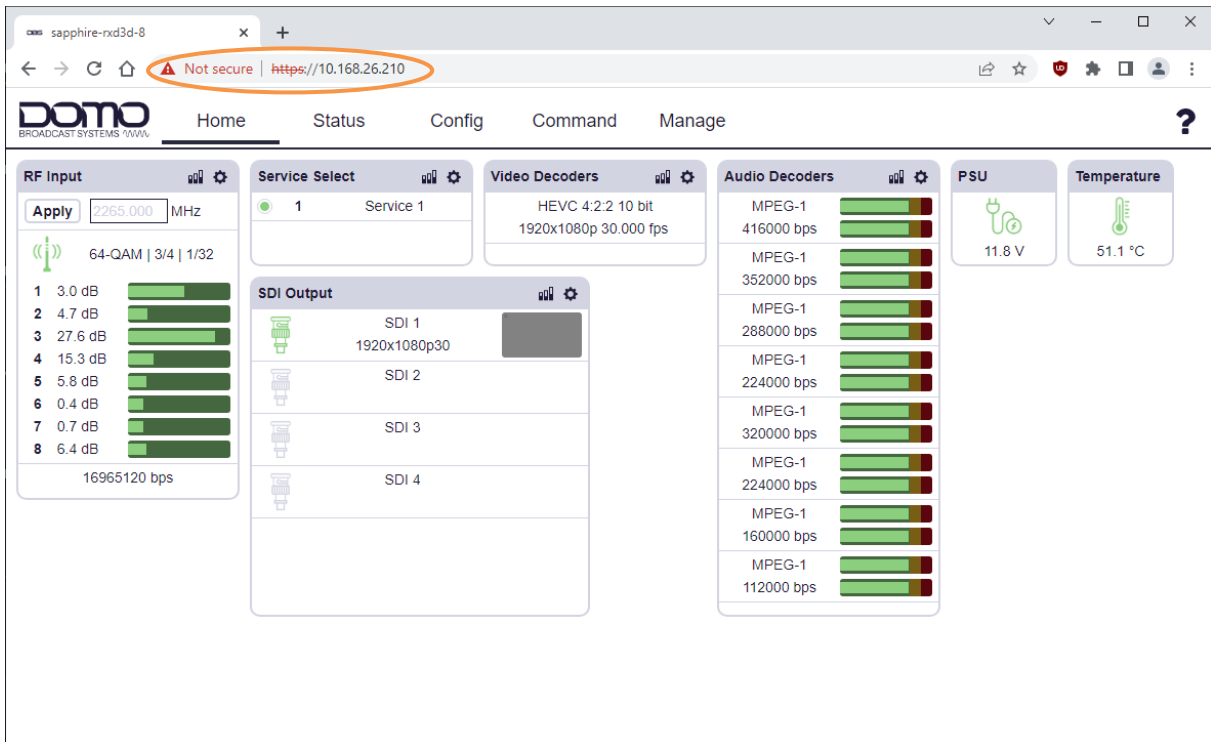 sapphire-rxd3d-8
Not secure | https://10.168.26.210
DOMO
BROADCAST SYSTEMS
Home Status Config Command Manage ?
RF Input
Apply 2265.000 MHz
64-QAM | 3/4 | 1/32
1 3.0 dB
2 4.7 dB
3 27.6 dB
4 15.3 dB
5 5.8 dB
6 0.4 dB
7 0.7 dB
8 6.4 dB
16965120 bps
Service Select
1 Service 1
Video Decoders
HEVC 4:2:2 10 bit
1920x1080p 30.000 fps
SDI Output
SDI 1
1920x1080p30
SDI 2
SDI 3
SDI 4
Audio Decoders
MPEG-1
416000 bps
MPEG-1
352000 bps
MPEG-1
288000 bps
MPEG-1
224000 bps
MPEG-1
320000 bps
MPEG-1
224000 bps
MPEG-1
160000 bps
MPEG-1
112000 bps
PSU
11.8 V
Temperature
51.1 °C